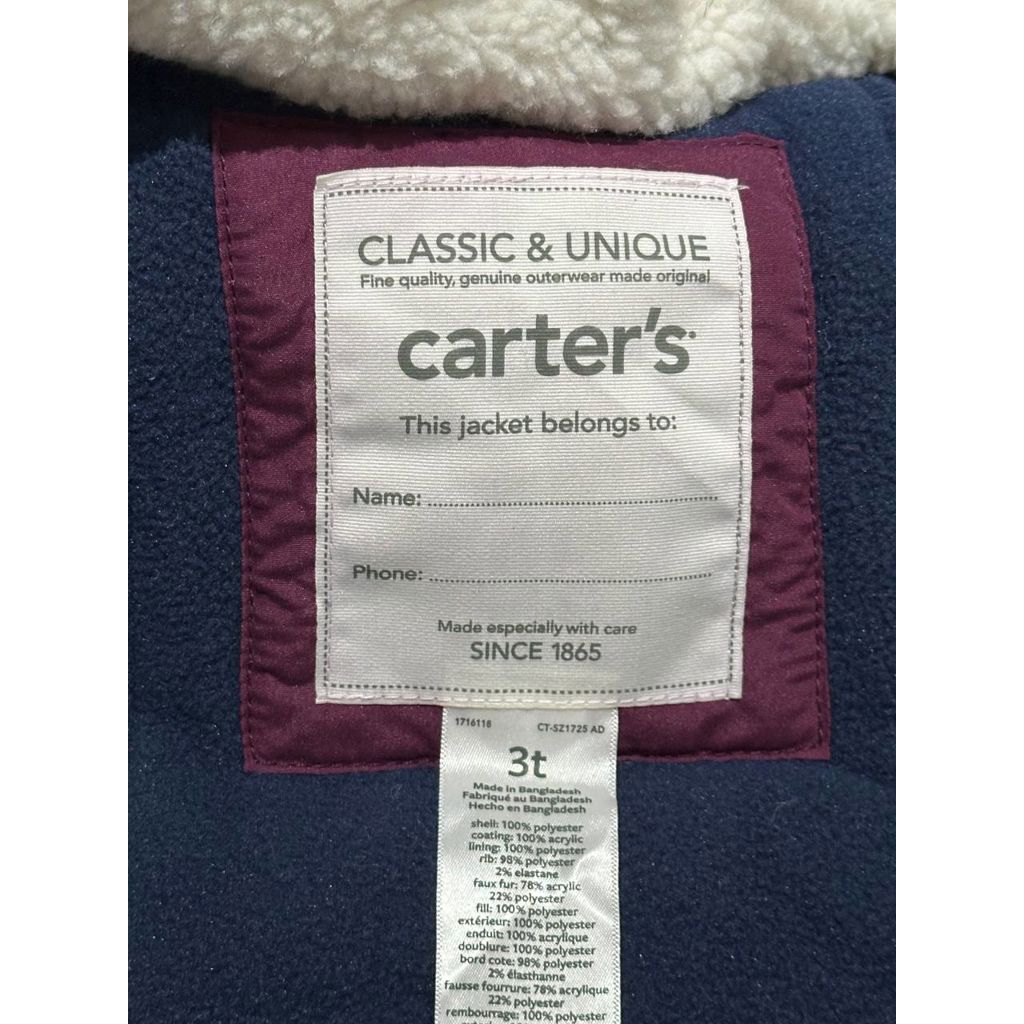 CLASSIC & UNIQUE
Fine quality, genuine outerwear made original
carter's
This jacket belongs to:
Name:
Phone:
Made especially with care
SINCE 1865
1716118 CT-SZ1725 AD
3t
Made in Bangladesh
Fabriqué au Bangladesh
Hecho en Bangladesh
shell: 100% polyester
coating: 100% acrylic
lining: 100% polyester
rib: 98% polyester
2% elastane
faux fur: 78% acrylic
22% polyester
fill: 100% polyester
extérieur: 100% polyester
enduit: 100% acrylique
doublure: 100% polyester
bord cote: 98% polyester
2% élasthanne
fausse fourrure: 78% acrylique
22% polyester
rembourrage: 100% polyester